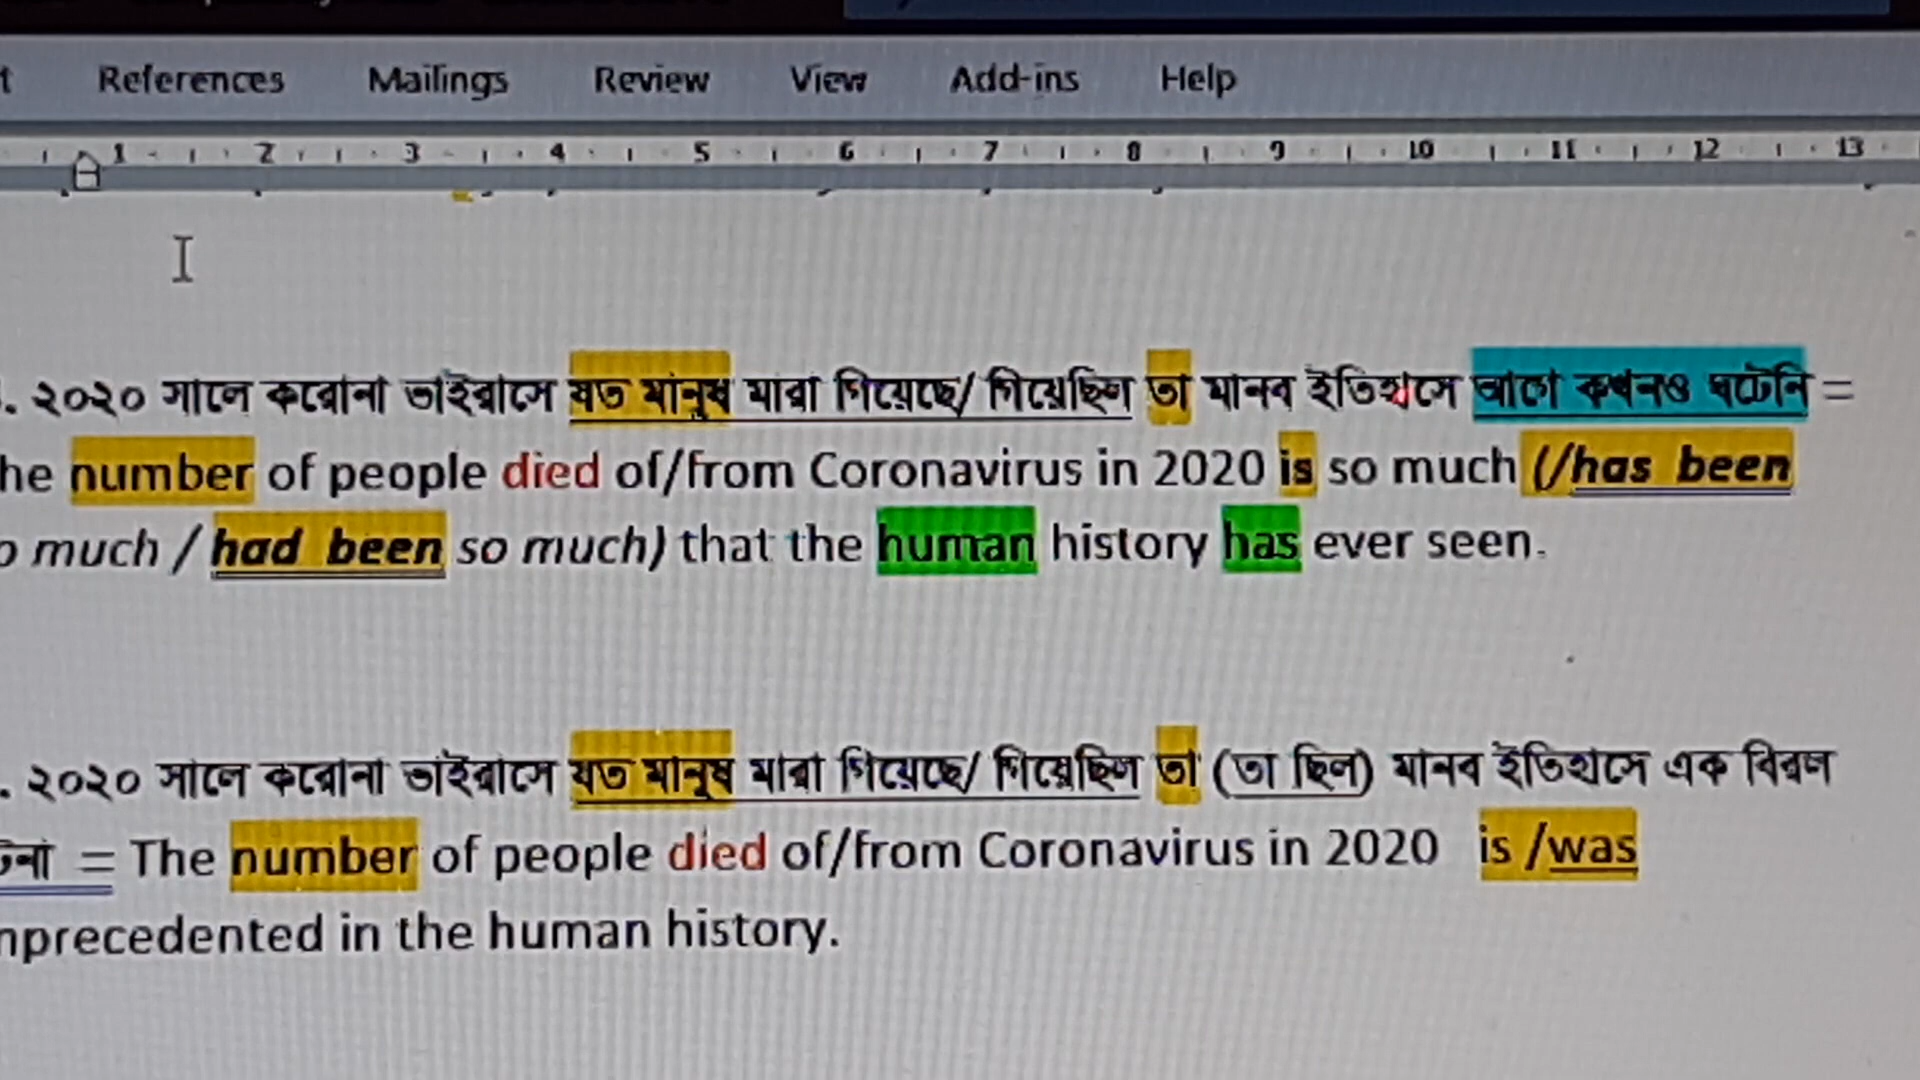 References Mailings Review View Add-ins Help
1 2 3 4 5 6 7 8 9 10 11 12 13
. ২০২০ সালে করোনা ভাইরাসে যত মানুষ মারা গিয়েছে/ গিয়েছিল তা মানব ইতিহাসে আগে কখনও ঘটেনি =
he number of people died of/from Coronavirus in 2020 is so much (/has been
o much / had been so much) that the human history has ever seen.
. ২০২০ সালে করোনা ভাইরাসে যত মানুষ মারা গিয়েছে/ গিয়েছিল তা (তা ছিল) মানব ইতিহাসে এক বিরল
টনা = The number of people died of/from Coronavirus in 2020 is /was
nprecedented in the human history.